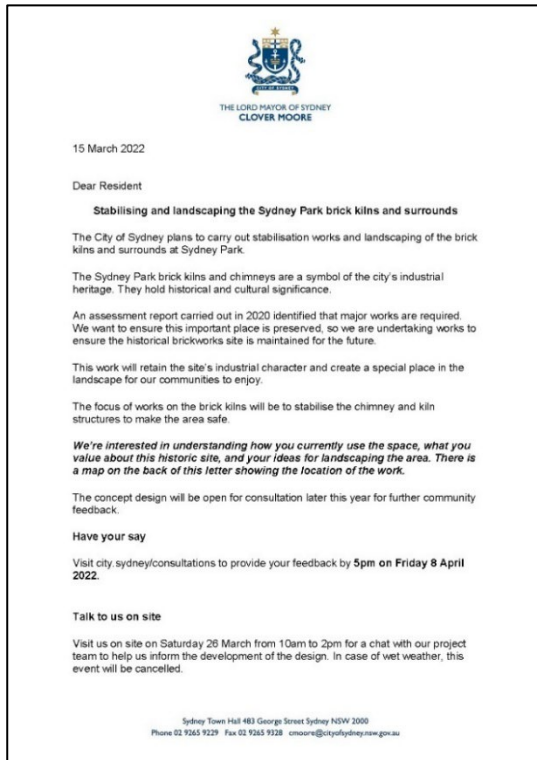 CITY OF SYDNEY
THE LORD MAYOR OF SYDNEY
CLOVER MOORE
15 March 2022
Dear Resident
Stabilising and landscaping the Sydney Park brick kilns and surrounds
The City of Sydney plans to carry out stabilisation works and landscaping of the brick
kilns and surrounds at Sydney Park.
The Sydney Park brick kilns and chimneys are a symbol of the city's industrial
heritage. They hold historical and cultural significance.
An assessment report carried out in 2020 identified that major works are required.
We want to ensure this important place is preserved, so we are undertaking works to
ensure the historical brickworks site is maintained for the future.
This work will retain the site's industrial character and create a special place in the
landscape for our communities to enjoy.
The focus of works on the brick kilns will be to stabilise the chimney and kiln
structures to make the area safe.
We're interested in understanding how you currently use the space, what you
value about this historic site, and your ideas for landscaping the area. There is
a map on the back of this letter showing the location of the work.
The concept design will be open for consultation later this year for further community
feedback.
Have your say
Visit city.sydney/consultations to provide your feedback by 5pm on Friday 8 April
2022.
Talk to us on site
Visit us on site on Saturday 26 March from 10am to 2pm for a chat with our project
team to help us inform the development of the design. In case of wet weather, this
event will be cancelled.
Sydney Town Hall 483 George Street Sydney NSW 2000
Phone 02 9265 9229 Fax 02 9265 9328 cmoore@cityofsydney.nsw.gov.au